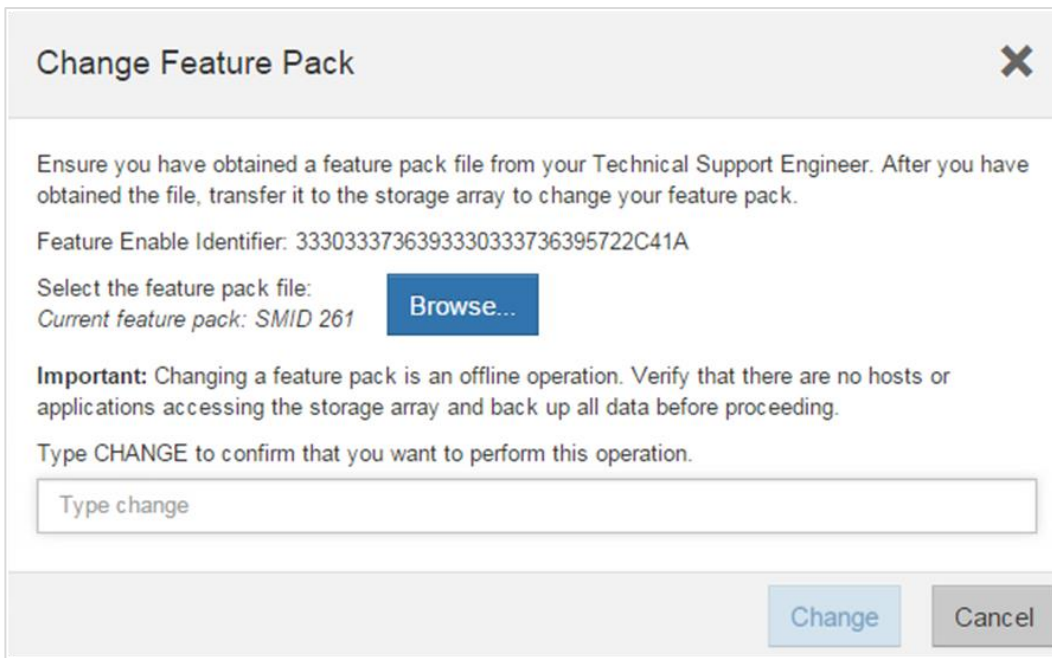 Change Feature Pack
Ensure you have obtained a feature pack file from your Technical Support Engineer. After you have
obtained the file, transfer it to the storage array to change your feature pack.
Feature Enable Identifier: 3330333736393330333736395722C41A
Select the feature pack file:
Current feature pack: SMID 261
Browse...
Important: Changing a feature pack is an offline operation. Verify that there are no hosts or
applications accessing the storage array and back up all data before proceeding.
Type CHANGE to confirm that you want to perform this operation.
Type change
Change
Cancel